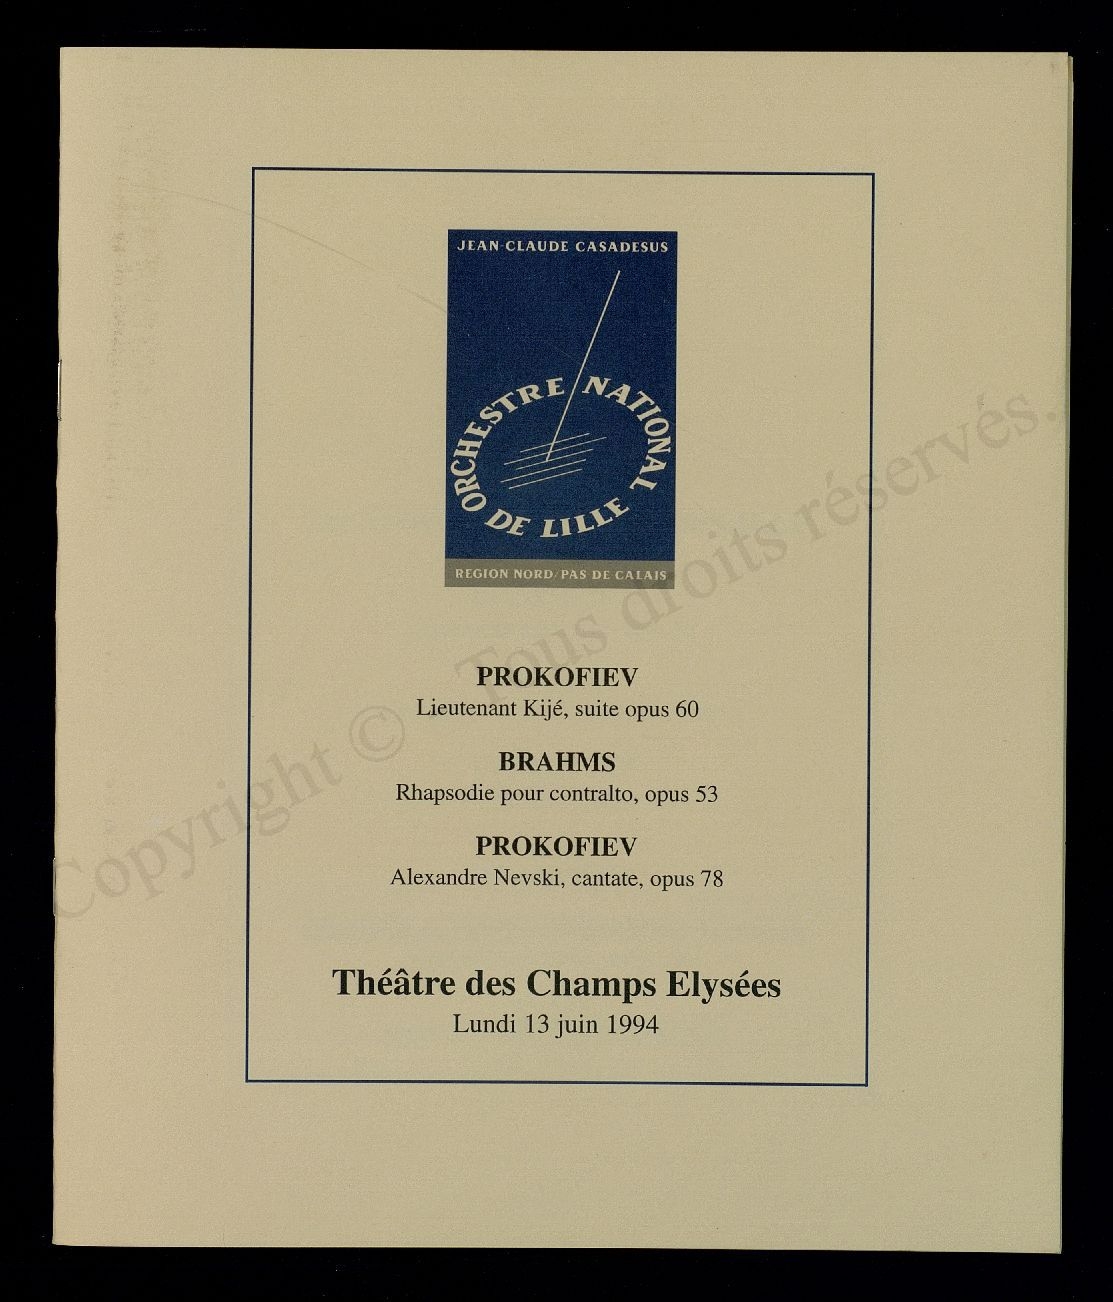 JEAN-CLAUDE CASADESUS
ORCHESTRE NATIONAL
DE LILLE
REGION NORD/PAS DE CALAIS
PROKOFIEV
Lieutenant Kijé, suite opus 60
BRAHMS
Rhapsodie pour contralto, opus 53
PROKOFIEV
Alexandre Nevski, cantate, opus 78
Théâtre des Champs Elysées
Lundi 13 juin 1994
Copyright © Tous droits réservés.